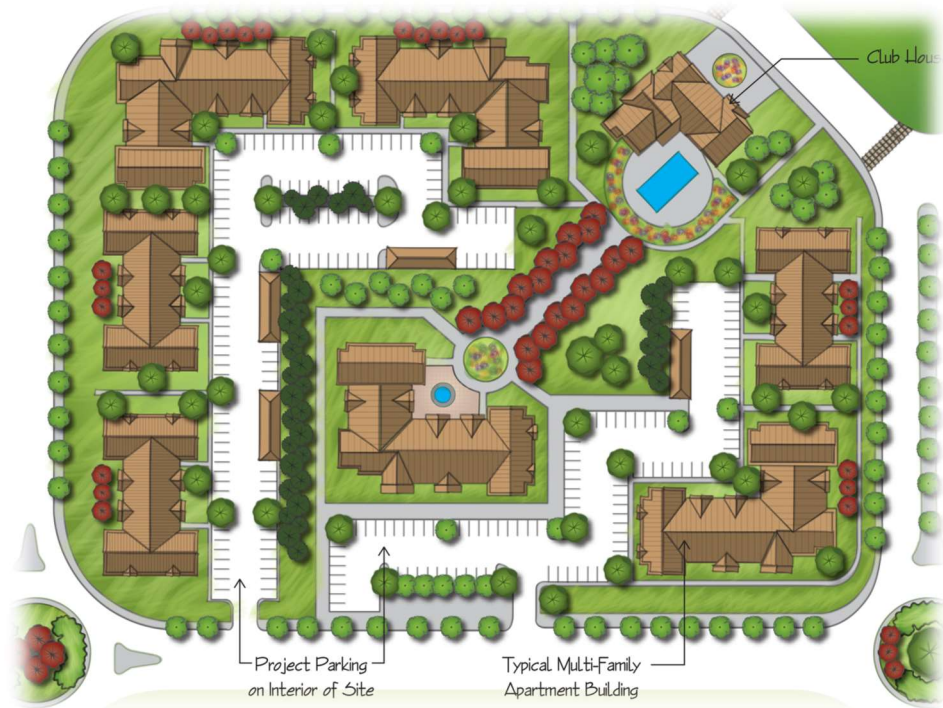 Club Hous
Project Parking
on Interior of Site
Typical Multi-Family
Apartment Building